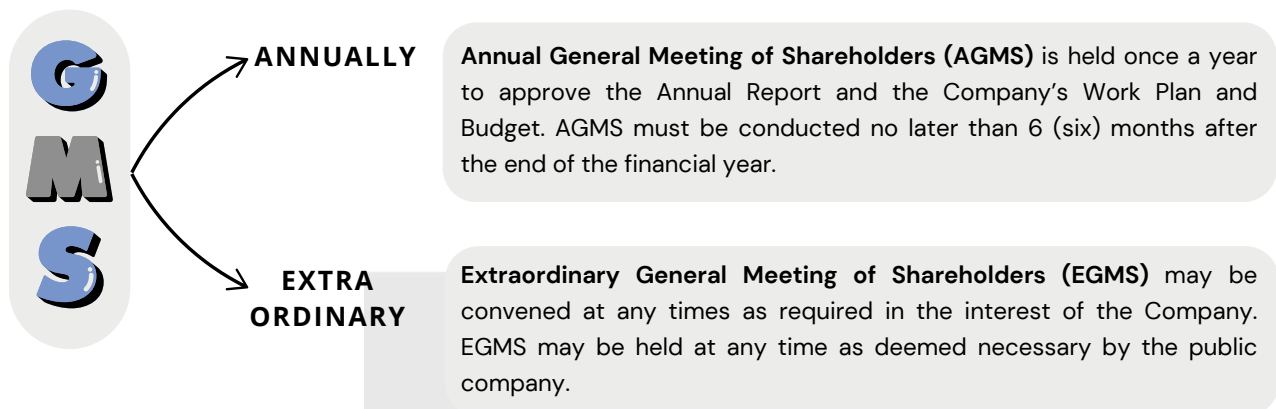 G
M
S
ANNUALLY
Annual General Meeting of Shareholders (AGMS) is held once a year
to approve the Annual Report and the Company's Work Plan and
Budget. AGMS must be conducted no later than 6 (six) months after
the end of the financial year.
EXTRA
ORDINARY
Extraordinary General Meeting of Shareholders (EGMS) may be
convened at any times as required in the interest of the Company.
EGMS may be held at any time as deemed necessary by the public
company.